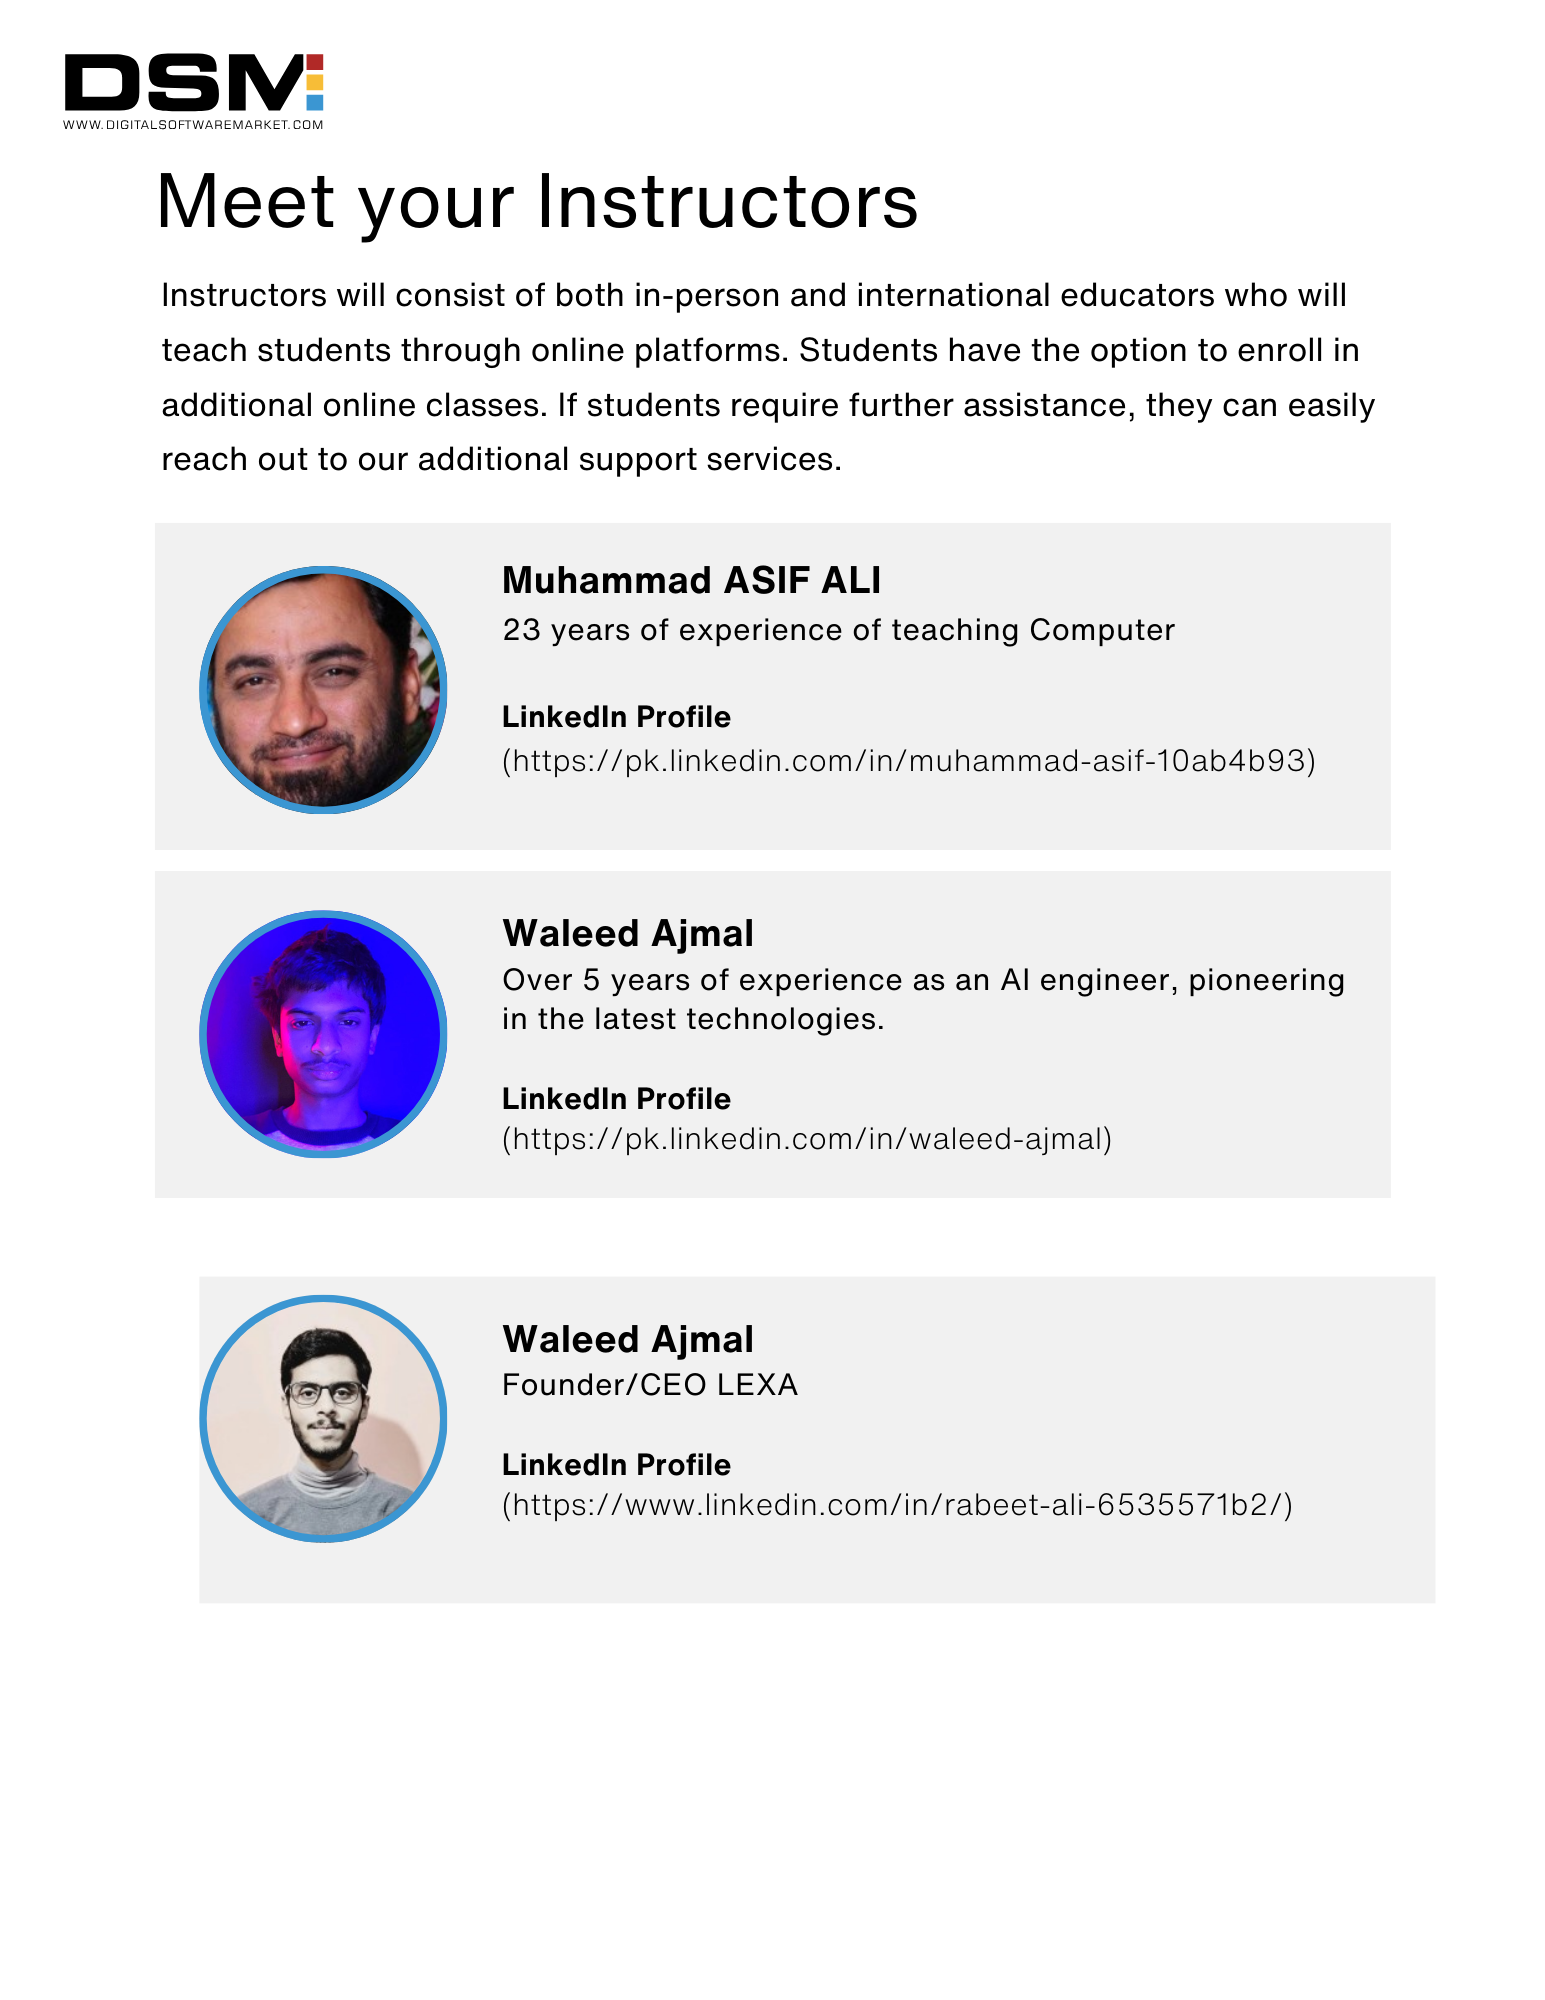 DSM
WWW.DIGITALSOFTWAREMARKET.COM
Meet your Instructors
Instructors will consist of both in-person and international educators who will
teach students through online platforms. Students have the option to enroll in
additional online classes. If students require further assistance, they can easily
reach out to our additional support services.
Muhammad ASIF ALI
23 years of experience of teaching Computer
LinkedIn Profile
(https://pk.linkedin.com/in/muhammad-asif-10ab4b93)
Waleed Ajmal
Over 5 years of experience as an AI engineer, pioneering
in the latest technologies.
LinkedIn Profile
(https://pk.linkedin.com/in/waleed-ajmal)
Waleed Ajmal
Founder/CEO LEXA
LinkedIn Profile
(https://www.linkedin.com/in/rabeet-ali-6535571b2/)